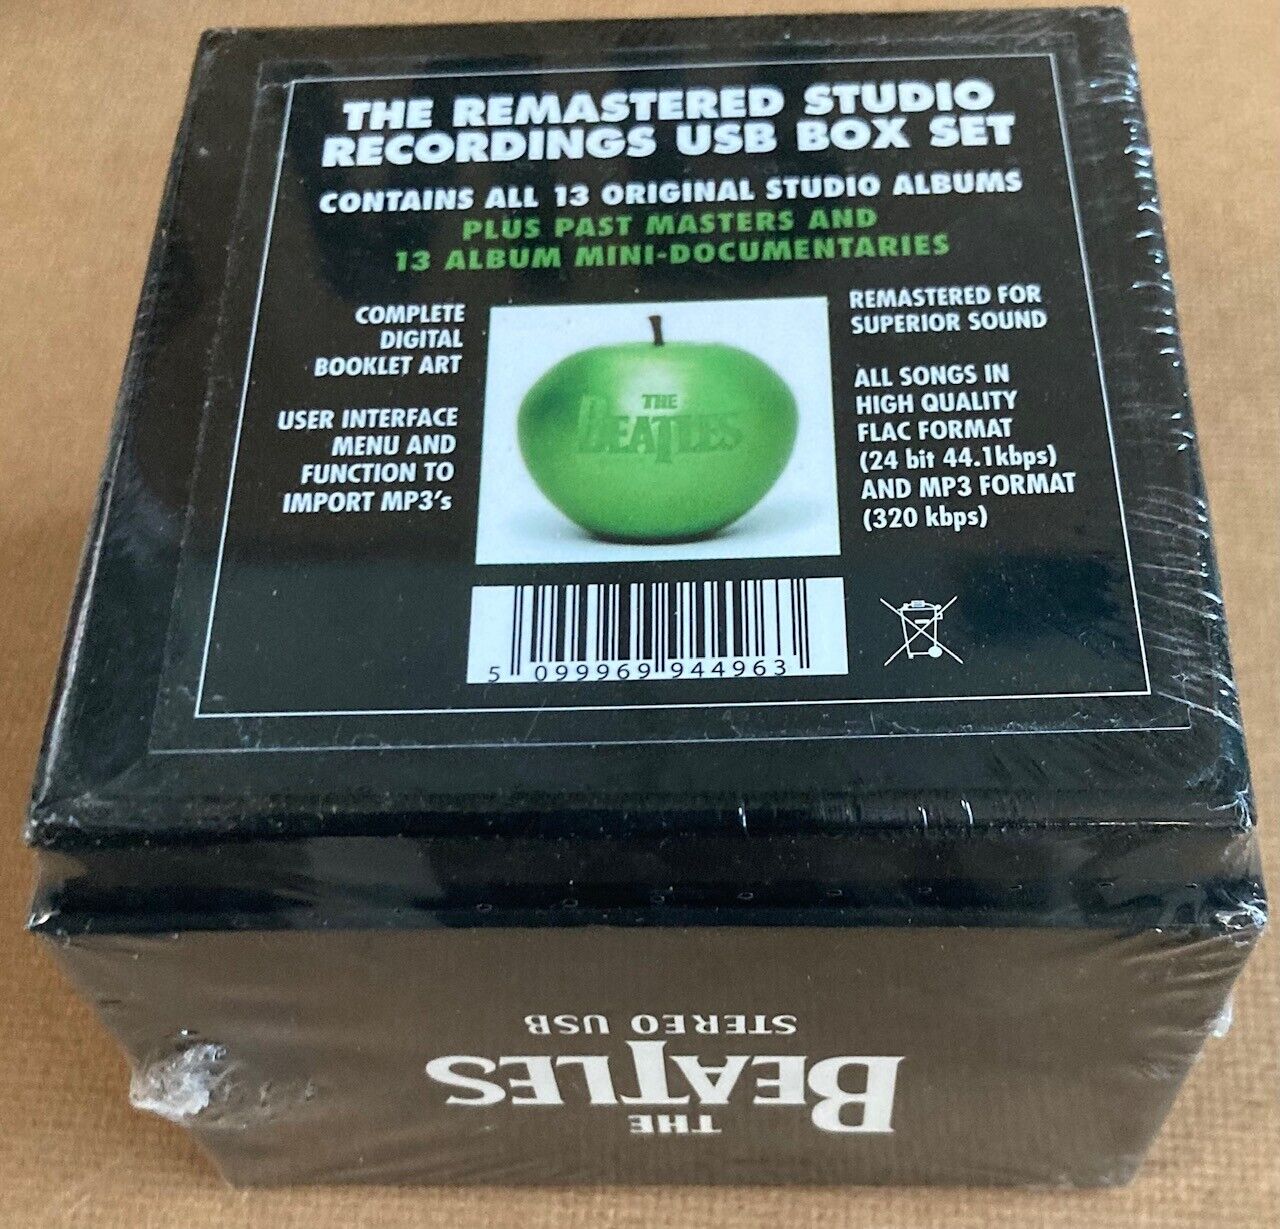 THE REMASTERED STUDIO
RECORDINGS USB BOX SET
CONTAINS ALL 13 ORIGINAL STUDIO ALBUMS
PLUS PAST MASTERS AND
13 ALBUM MINI-DOCUMENTARIES
COMPLETE
DIGITAL
BOOKLET ART
USER INTERFACE
MENU AND
FUNCTION TO
IMPORT MP3's
THE
BEATLES
REMASTERED FOR
SUPERIOR SOUND
ALL SONGS IN
HIGH QUALITY
FLAC FORMAT
(24 bit 44.1kbps)
AND MP3 FORMAT
(320 kbps)
5 099969 944963
THE
BEATLES
STEREO USB